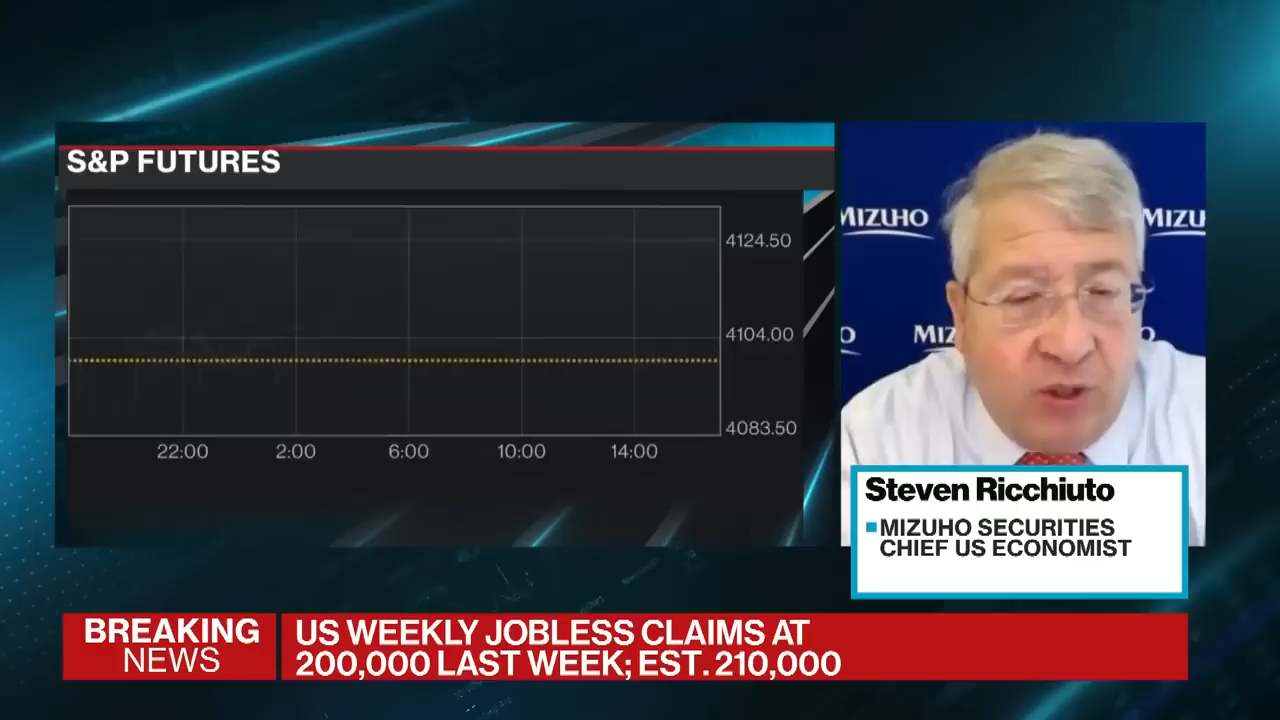 S&P FUTURES
4124.50
4104.00
4083.50
22:00 2:00 6:00 10:00 14:00
MIZUHO MIZU
O MIZ O
Steven Ricchiuto
MIZUHO SECURITIES
CHIEF US ECONOMIST
BREAKING
NEWS
US WEEKLY JOBLESS CLAIMS AT
200,000 LAST WEEK; EST. 210,000